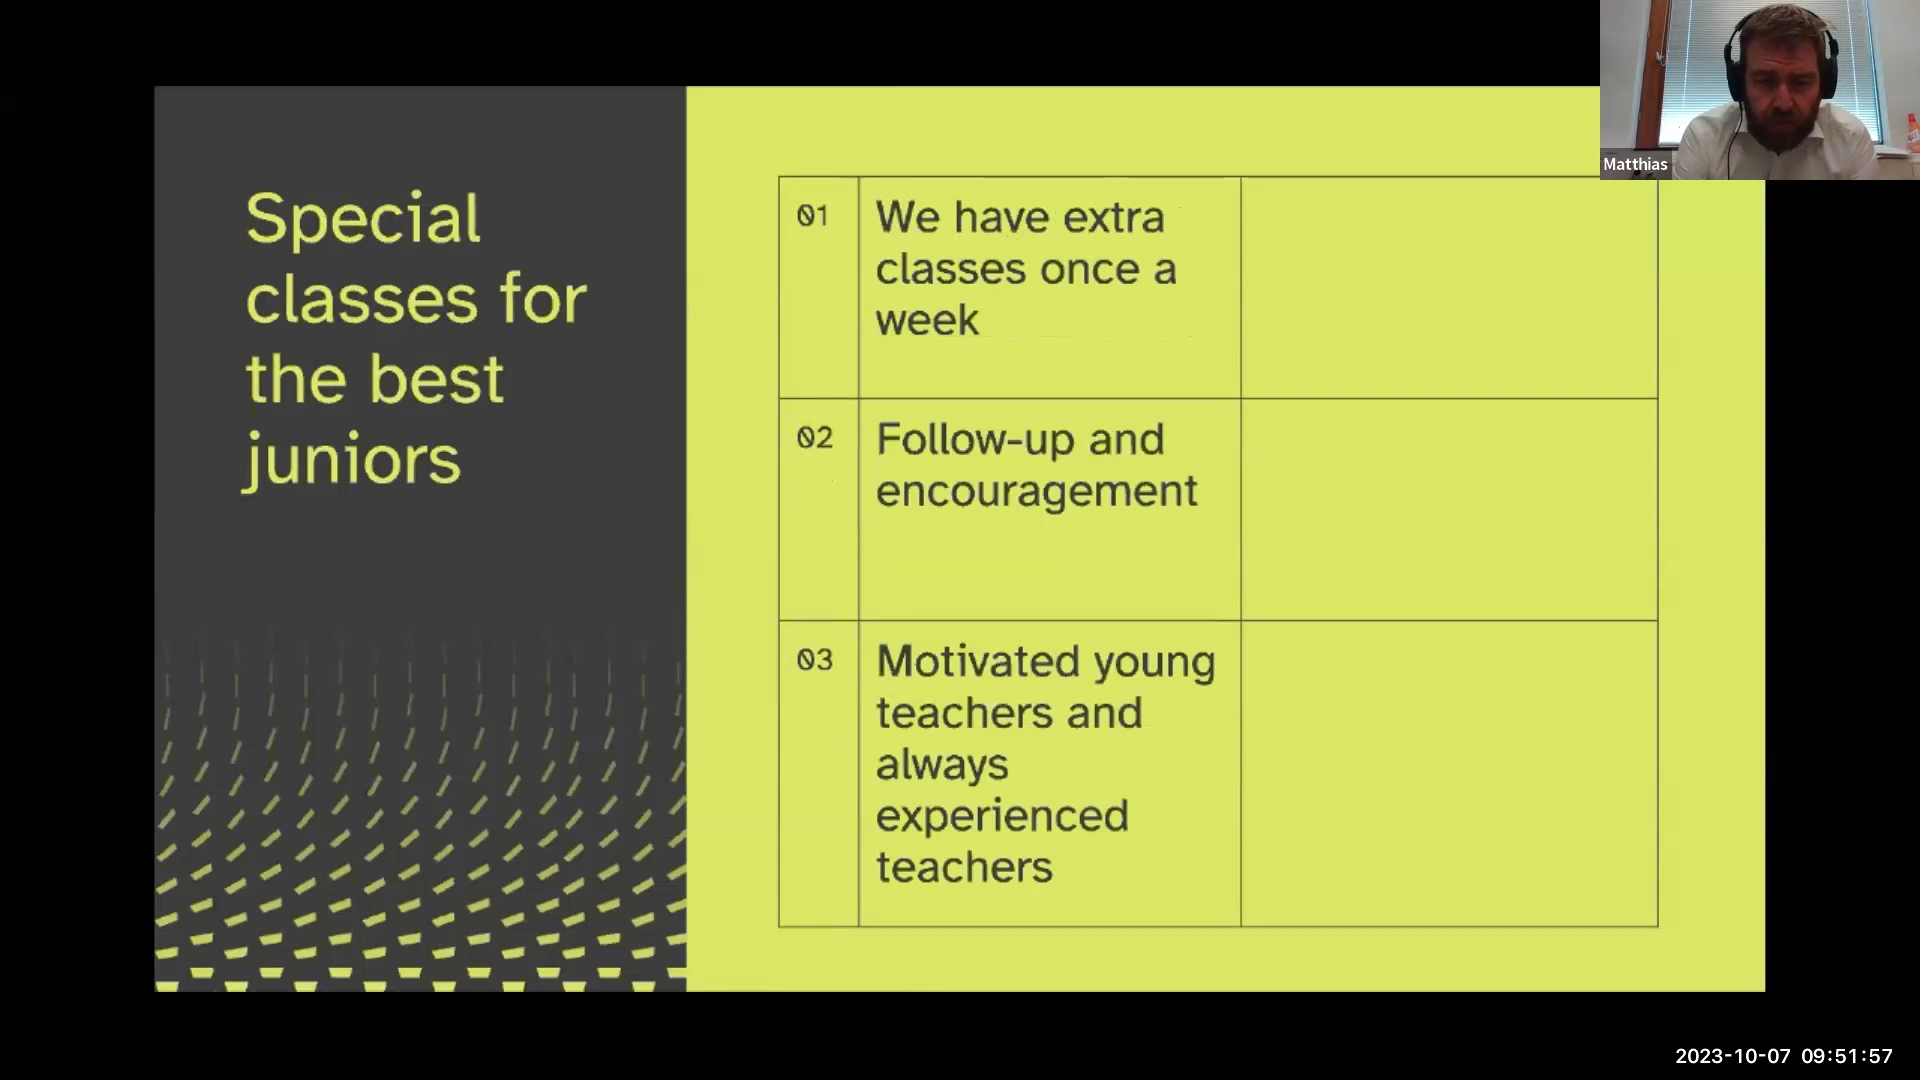 Special
classes for
the best
juniors
01
We have extra
classes once a
week
02
Follow-up and
encouragement
03
Motivated young
teachers and
always
experienced
teachers
Matthias
2023-10-07 09:51:57